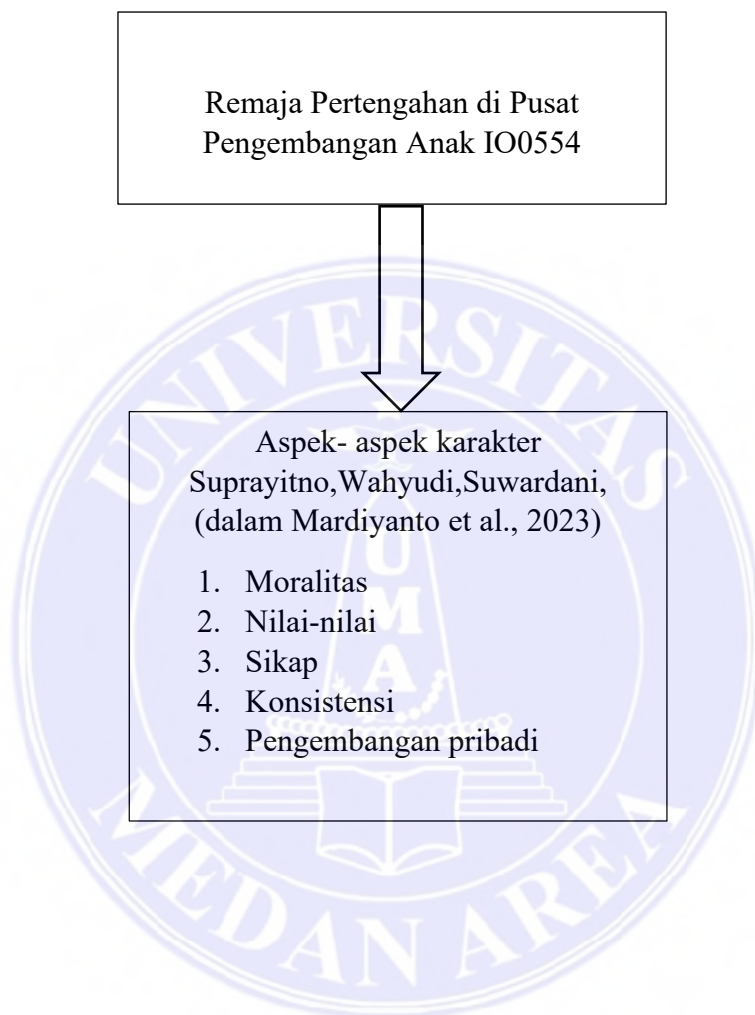 Remaja Pertengahan di Pusat
Pengembangan Anak IO0554
Aspek- aspek karakter
Suprayitno,Wahyudi,Suwardani,
(dalam Mardiyanto et al., 2023)
1. Moralitas
2. Nilai-nilai
3. Sikap
4. Konsistensi
5. Pengembangan pribadi
UNIVERSITAS
UMA
MEDAN AREA